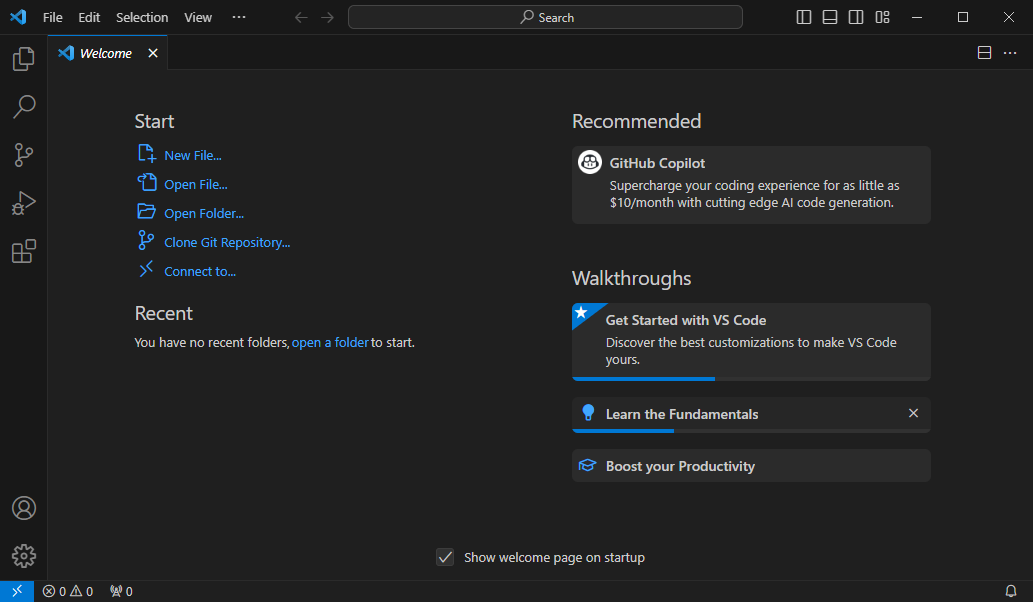 File Edit Selection View ···
Search
Welcome
Start
New File...
Open File...
Open Folder...
Clone Git Repository...
Connect to...
Recent
You have no recent folders, open a folder to start.
Recommended
GitHub Copilot
Supercharge your coding experience for as little as
$10/month with cutting edge AI code generation.
Walkthroughs
Get Started with VS Code
Discover the best customizations to make VS Code
yours.
Learn the Fundamentals
Boost your Productivity
Show welcome page on startup
0 0 0